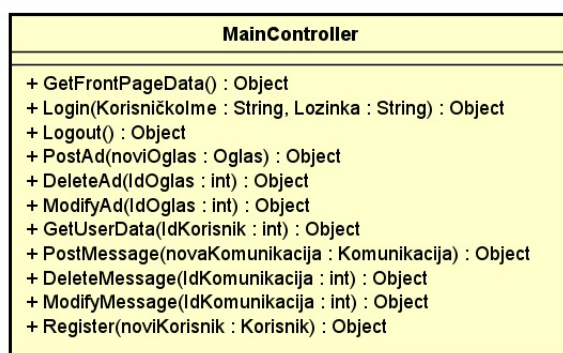 MainController
+ GetFrontPageData() : Object
+ Login(KorisničkoIme : String, Lozinka : String) : Object
+ Logout() : Object
+ PostAd(noviOglas : Oglas) : Object
+ DeleteAd(IdOglas : int) : Object
+ ModifyAd(IdOglas : int) : Object
+ GetUserData(IdKorisnik : int) : Object
+ PostMessage(novaKomunikacija : Komunikacija) : Object
+ DeleteMessage(IdKomunikacija : int) : Object
+ ModifyMessage(IdKomunikacija : int) : Object
+ Register(noviKorisnik : Korisnik) : Object